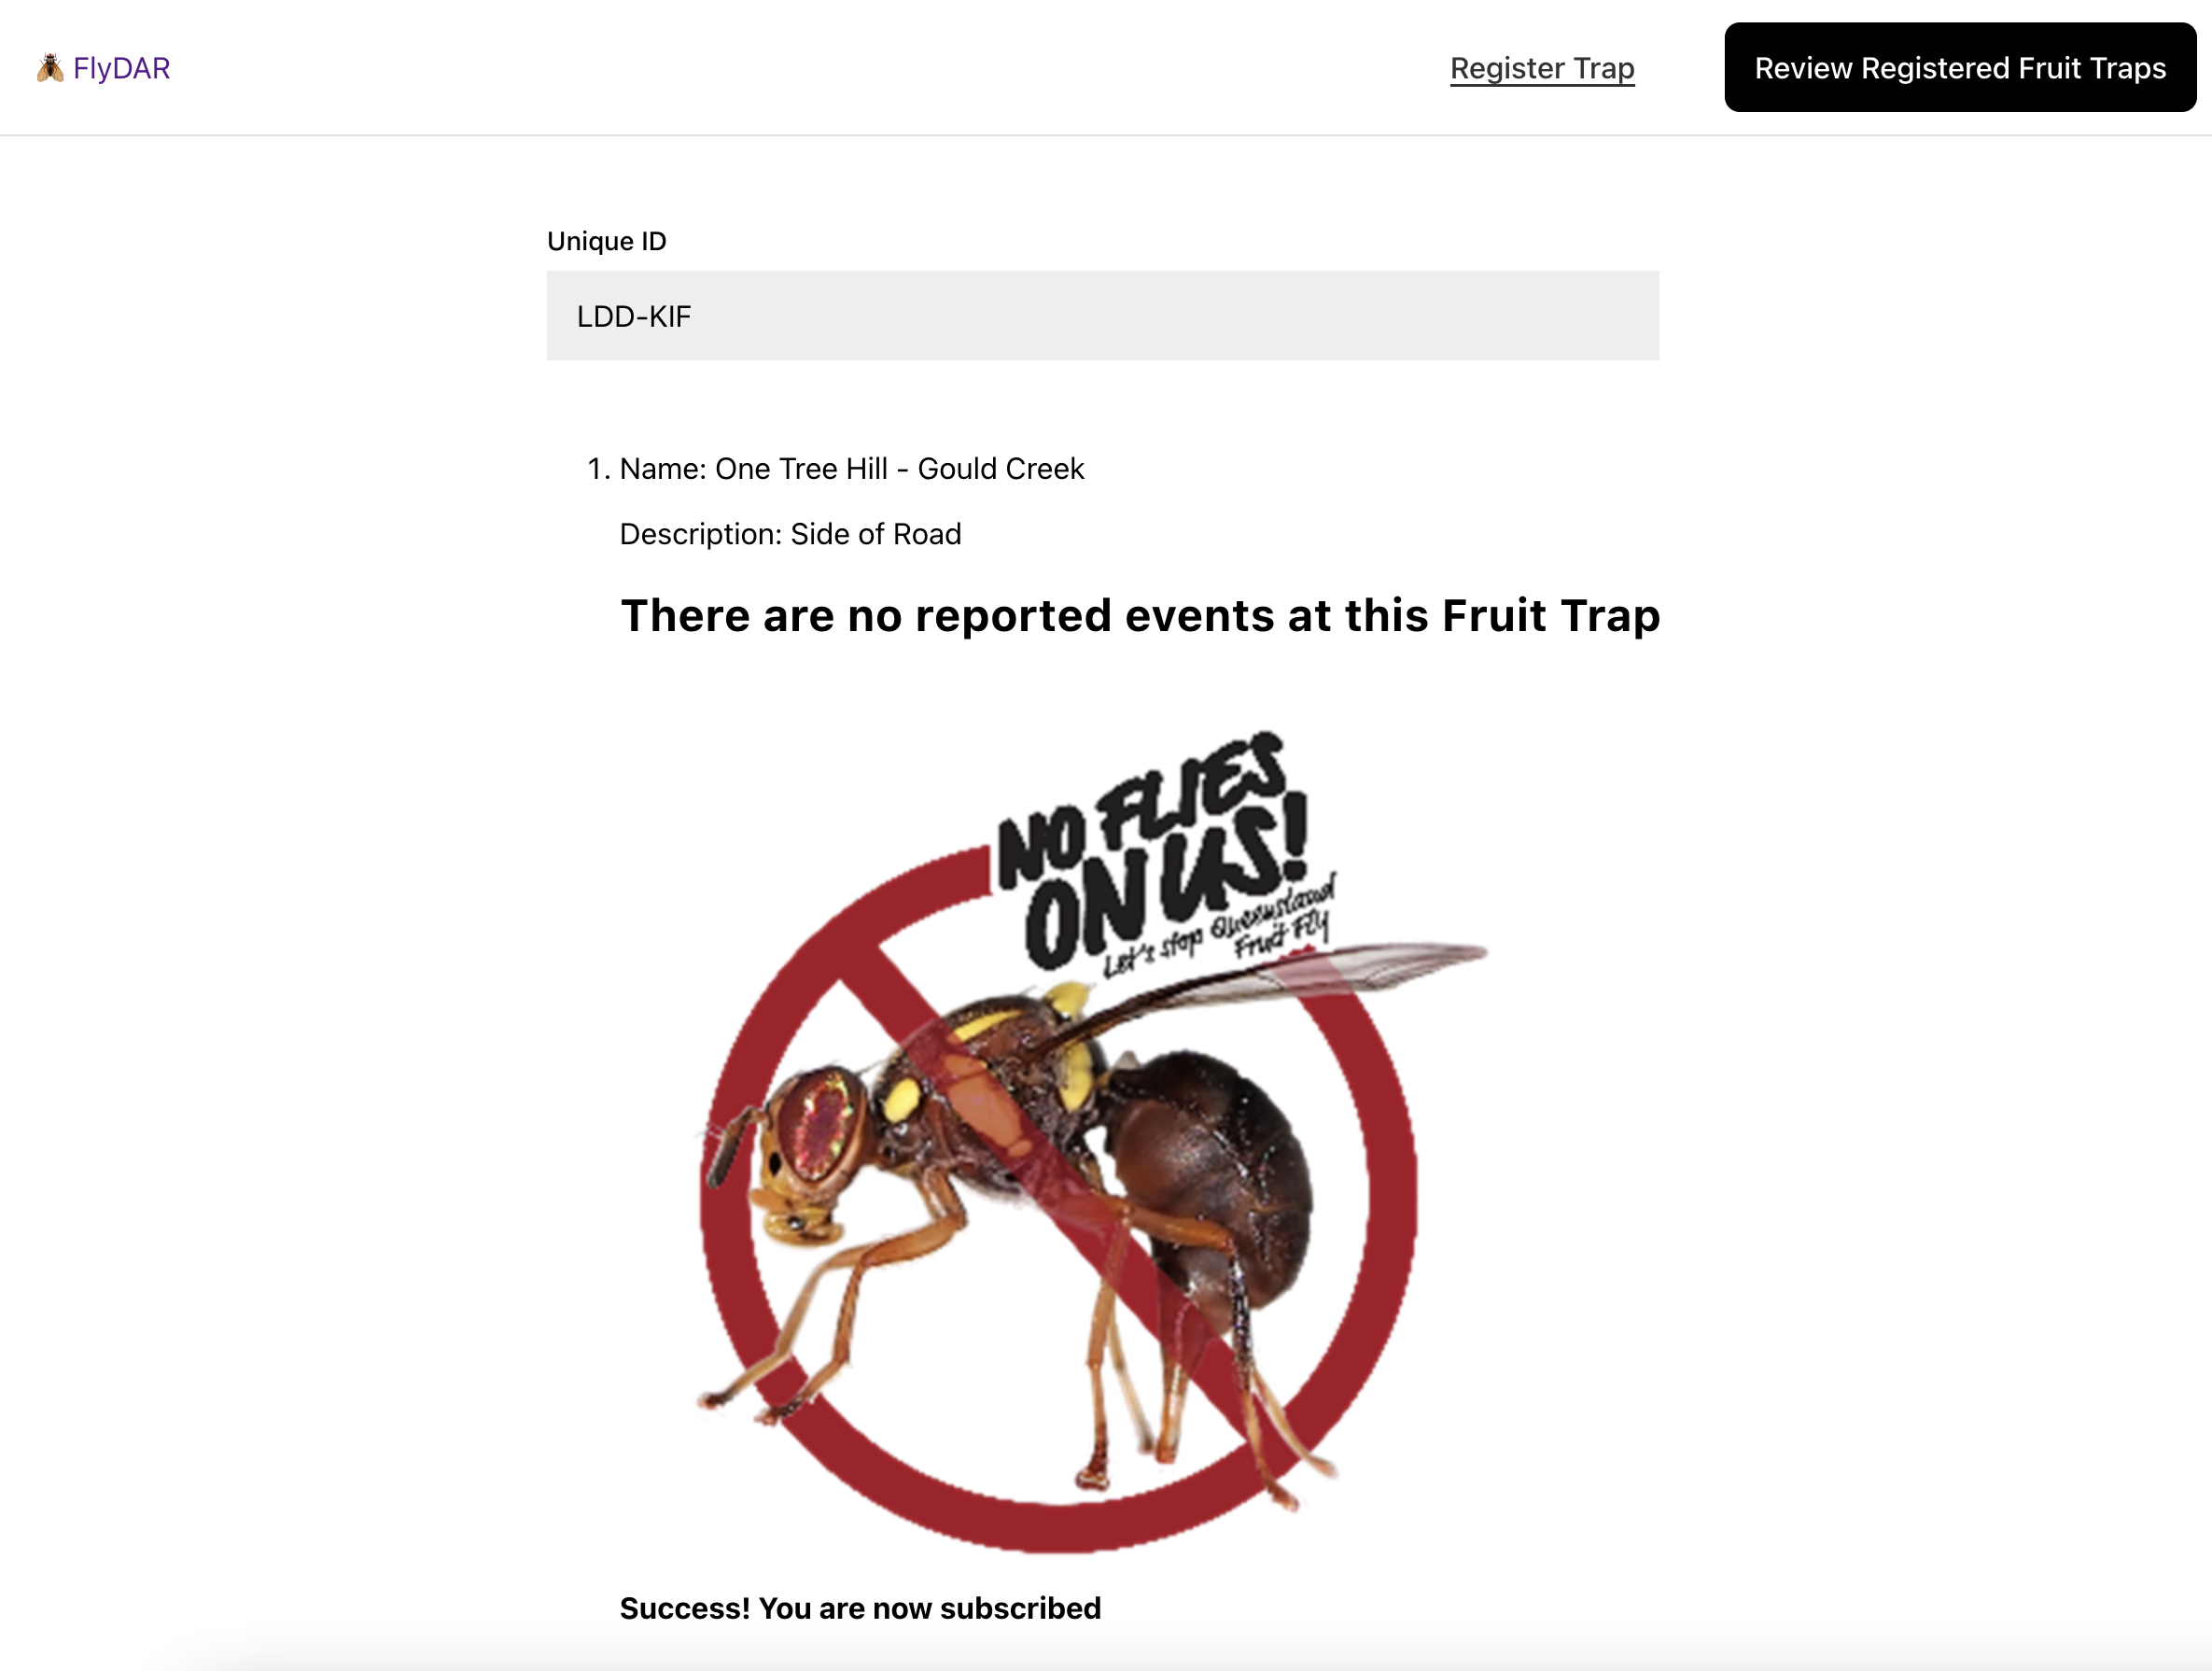 FlyDAR
Register Trap
Review Registered Fruit Traps
Unique ID
LDD-KIF
1. Name: One Tree Hill - Gould Creek
Description: Side of Road
There are no reported events at this Fruit Trap
NO FLIES
ON US!
Let's stop Queensland
Fruit Fly
Success! You are now subscribed